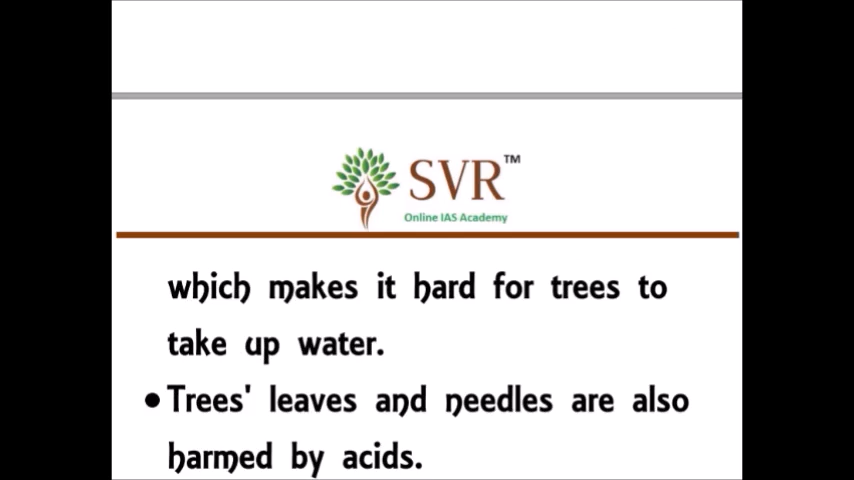 SVR™
Online IAS Academy
which makes it hard for trees to
take up water.
• Trees' leaves and needles are also
harmed by acids.